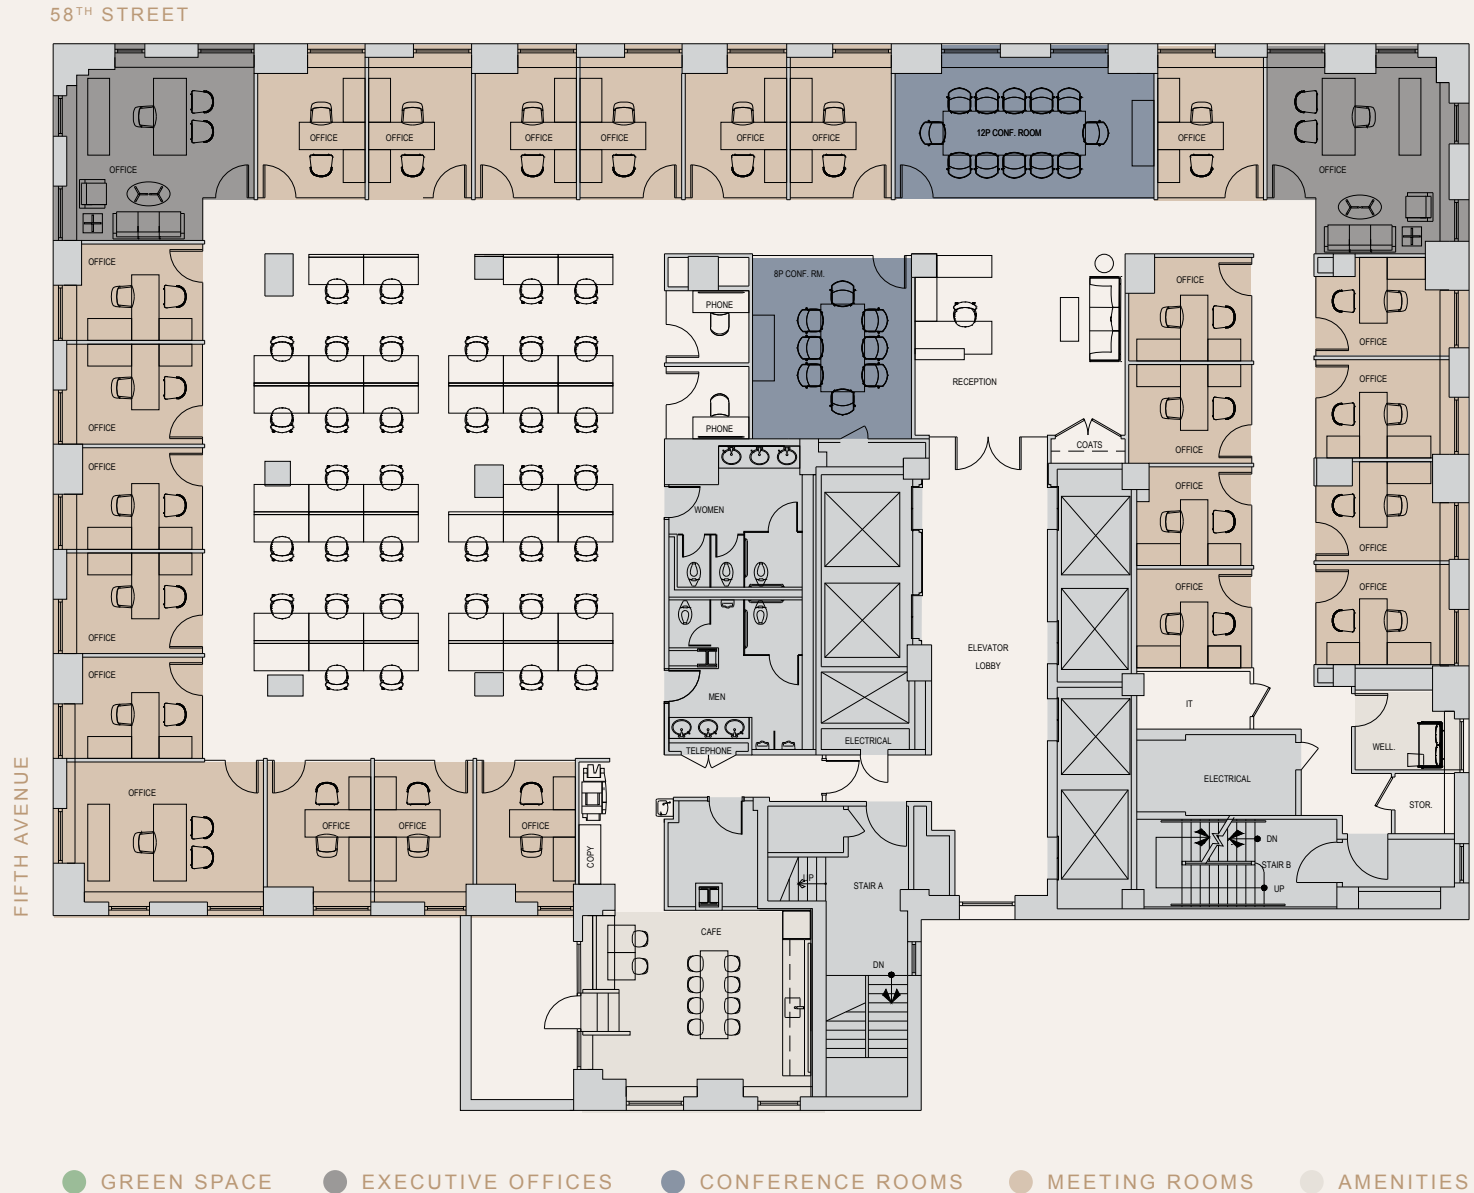 58TH STREET
OFFICE
OFFICE
OFFICE
OFFICE
OFFICE
OFFICE
12P CONF. ROOM
OFFICE
OFFICE
OFFICE
OFFICE
8P CONF. RM.
OFFICE
PHONE
OFFICE
RECEPTION
OFFICE
OFFICE
PHONE
COATS
OFFICE
OFFICE
OFFICE
WOMEN
OFFICE
OFFICE
OFFICE
OFFICE
OFFICE
ELEVATOR
LOBBY
OFFICE
MEN
IT
ELECTRICAL
TELEPHONE
WELL.
ELECTRICAL
FIFTH AVENUE
OFFICE
STOR.
OFFICE
OFFICE
OFFICE
COPY
DN
STAIR B
UP
UP
STAIR A
CAFE
DN
GREEN SPACE
EXECUTIVE OFFICES
CONFERENCE ROOMS
MEETING ROOMS
AMENITIES